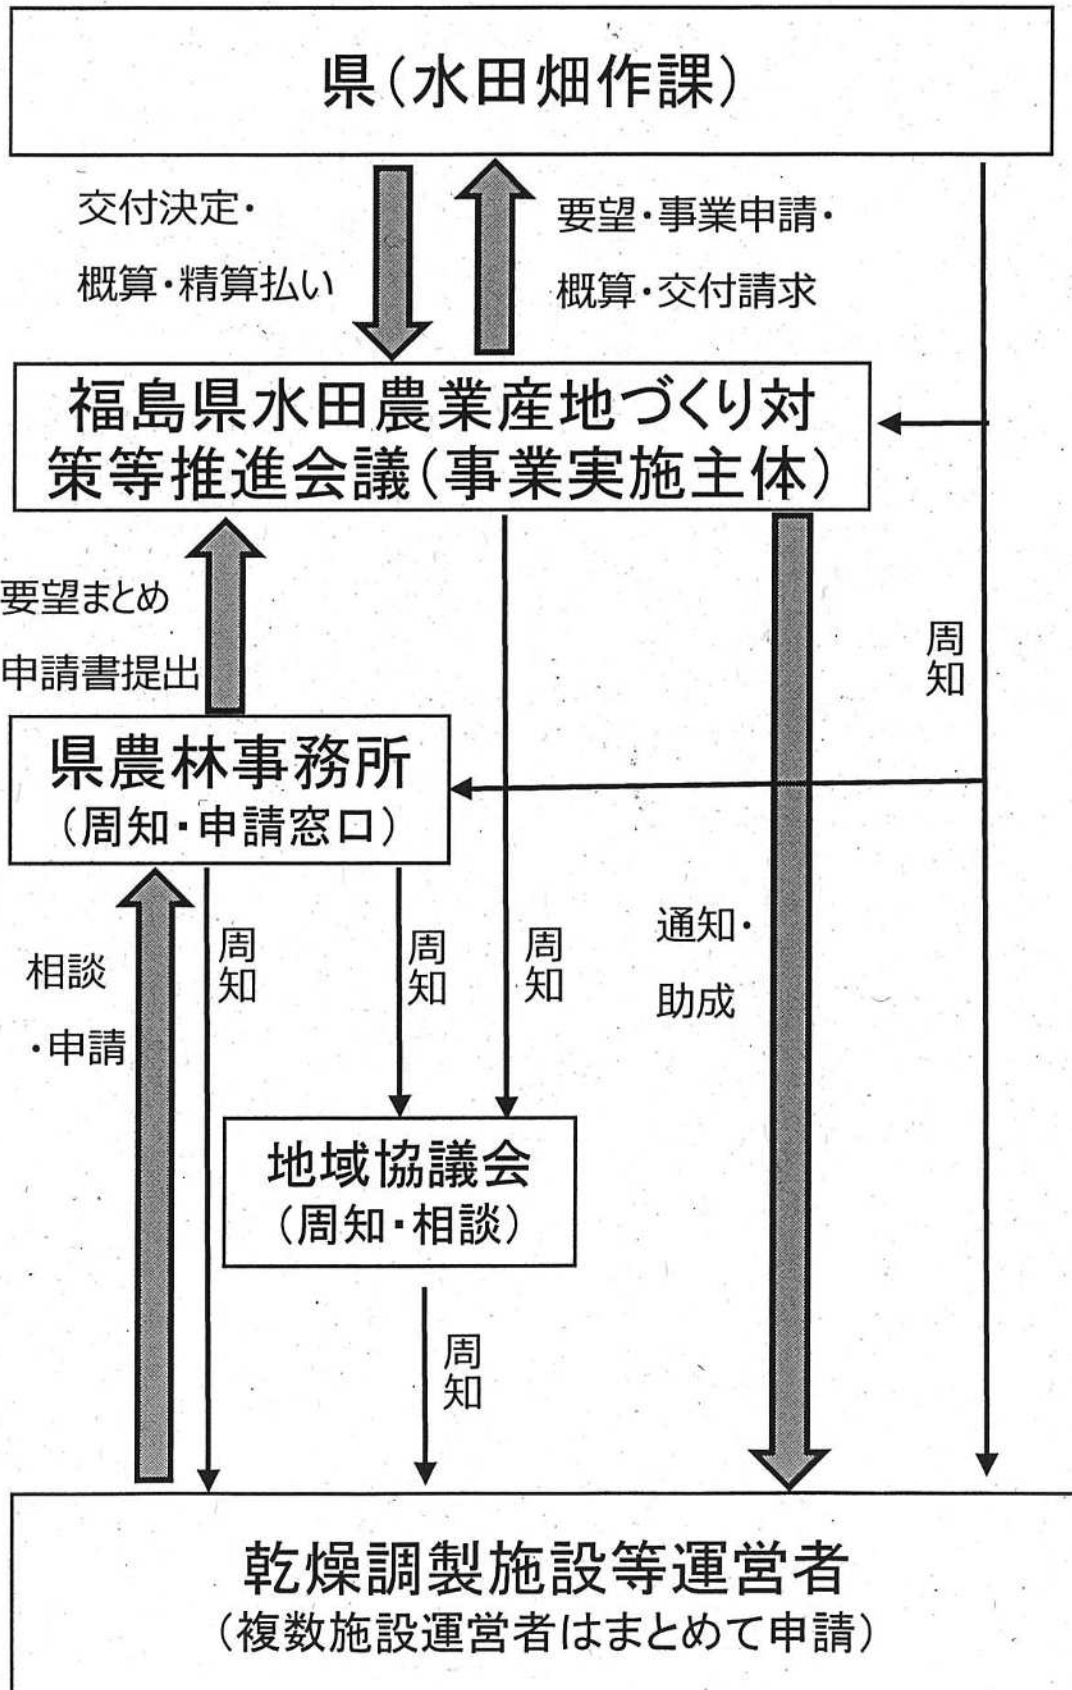 県(水田畑作課)
交付決定・
概算・精算払い
要望・事業申請・
概算・交付請求
福島県水田農業産地づくり対
策等推進会議(事業実施主体)
要望まとめ
申請書提出
周知
県農林事務所
(周知・申請窓口)
相談
・申請
周知
周知
周知
通知・
助成
地域協議会
(周知・相談)
周知
乾燥調製施設等運営者
(複数施設運営者はまとめて申請)